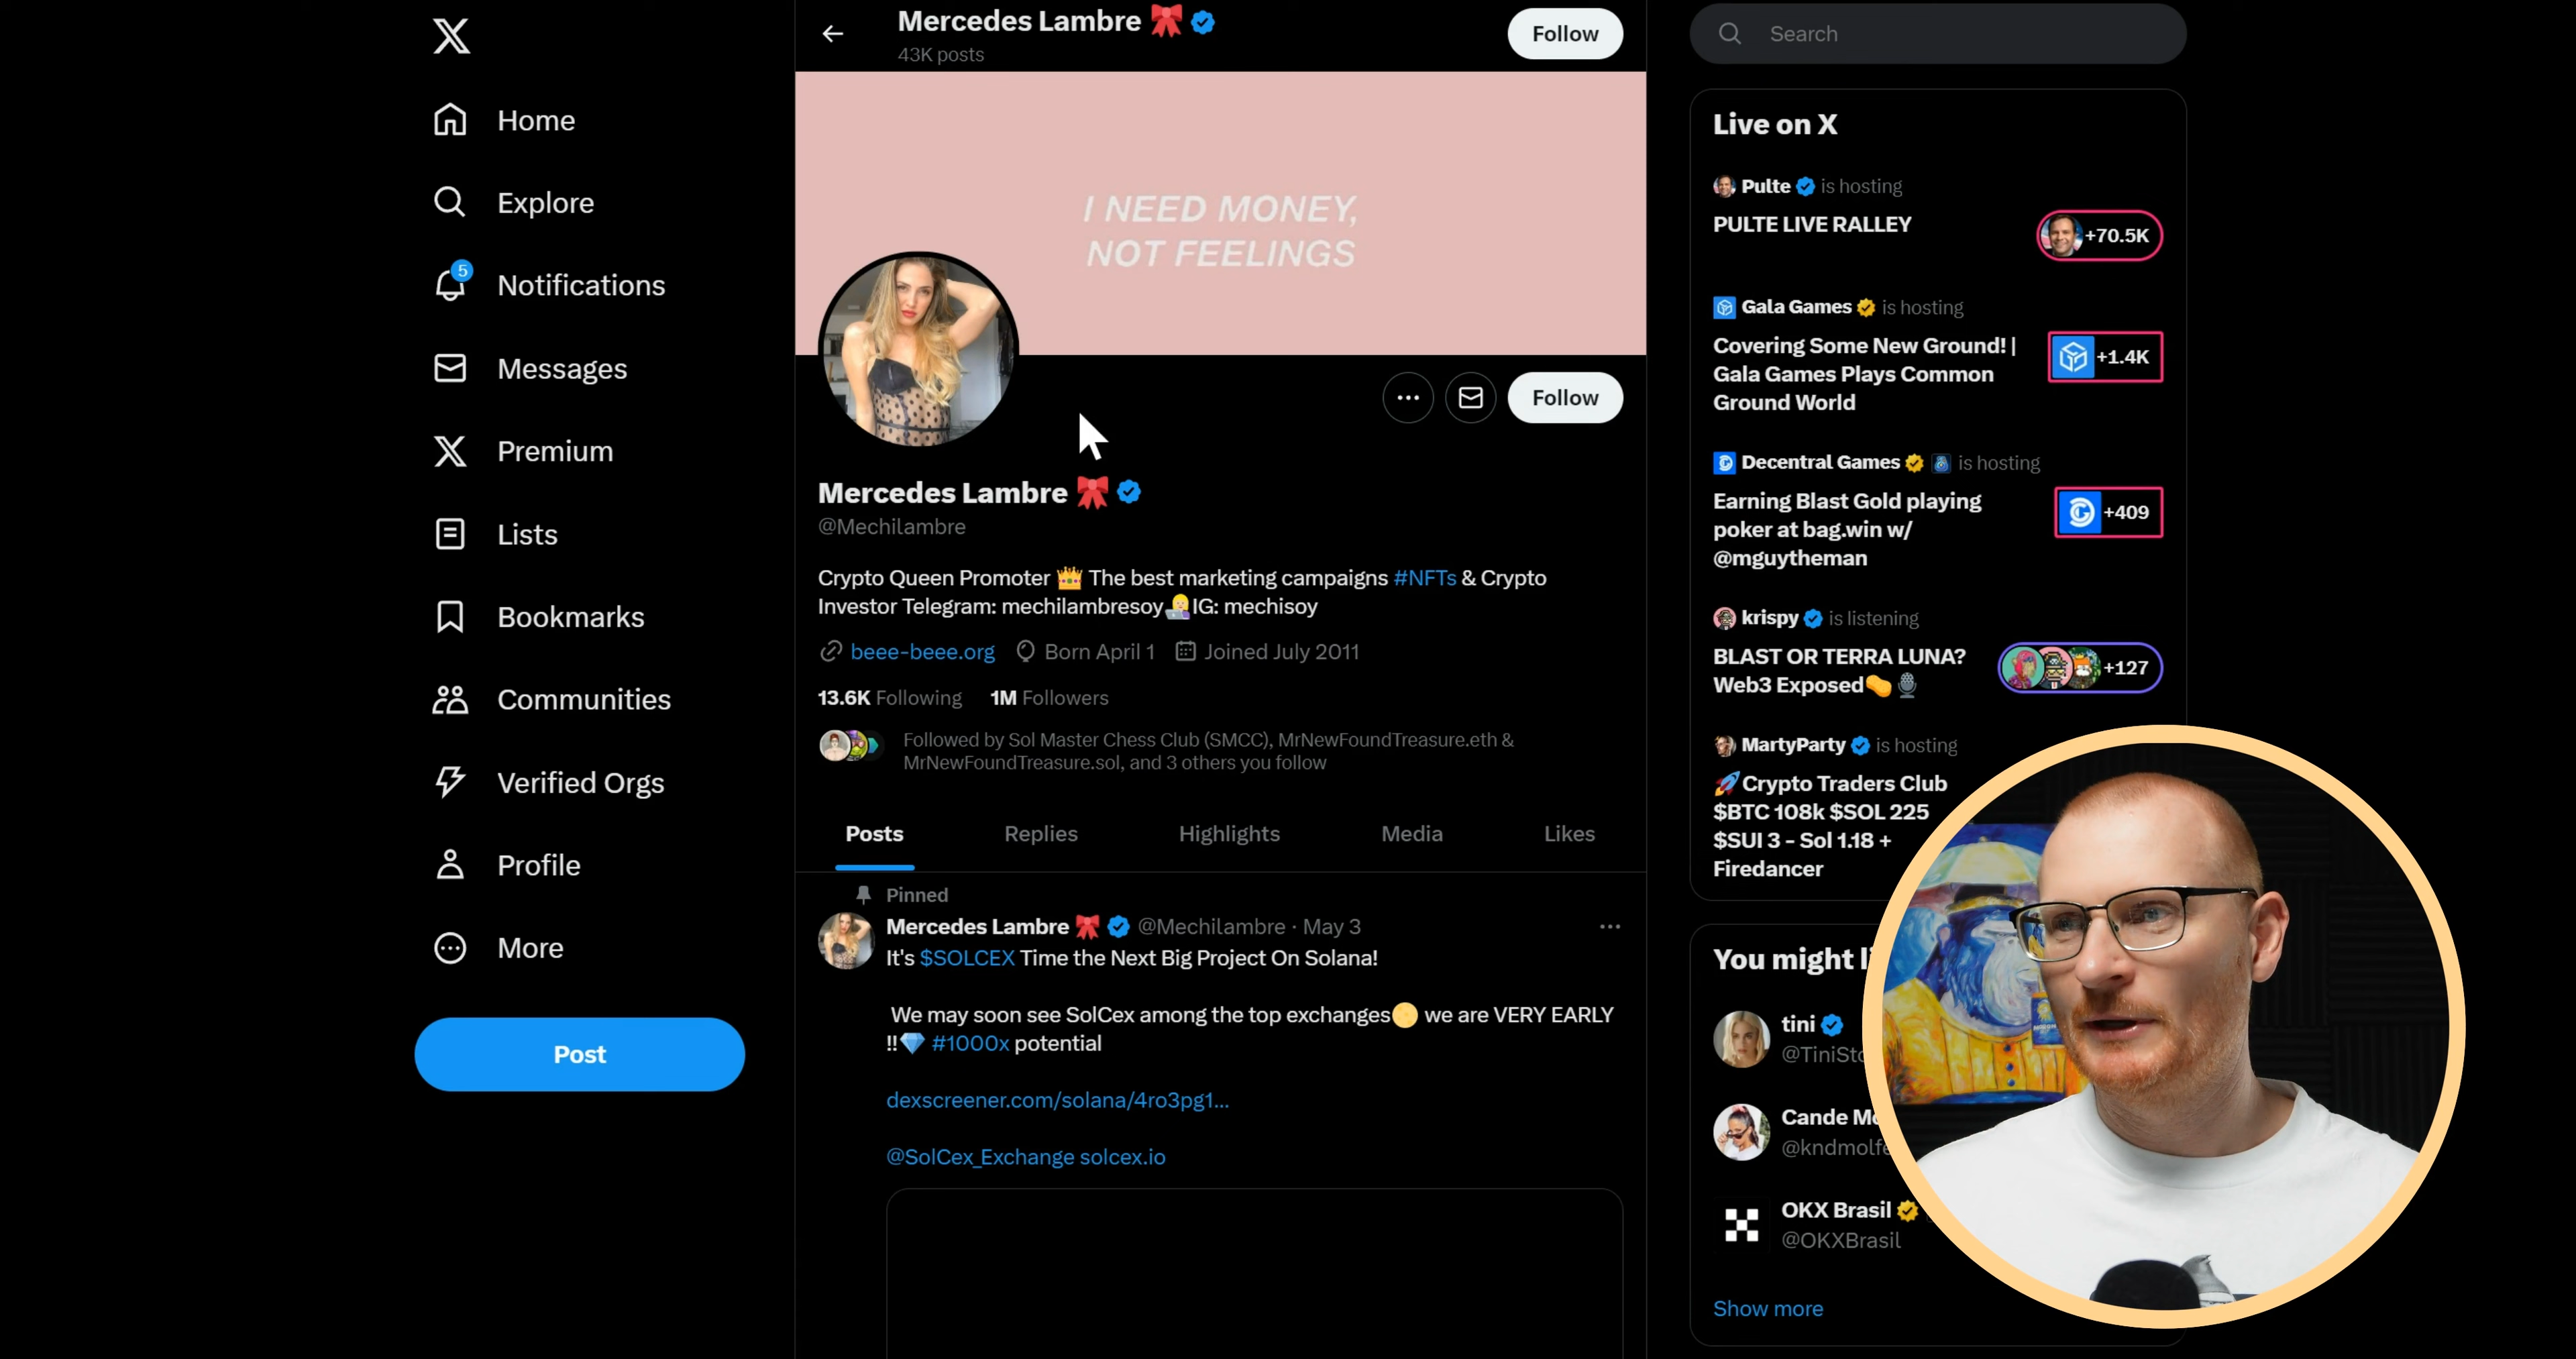 Home
Explore
5
Notifications
Messages
Premium
Lists
Bookmarks
Communities
Verified Orgs
Profile
More
Post
Mercedes Lambre 🎀
43K posts
Follow
I NEED MONEY,
NOT FEELINGS
Follow
Mercedes Lambre 🎀
@Mechilambre
Crypto Queen Promoter 👑 The best marketing campaigns #NFTs & Crypto
Investor Telegram: mechilambresoy👩🏼‍💻IG: mechisoy
beee-beee.org Born April 1 Joined July 2011
13.6K Following 1M Followers
Followed by Sol Master Chess Club (SMCC), MrNewFoundTreasure.eth &
MrNewFoundTreasure.sol, and 3 others you follow
Posts Replies Highlights Media Likes
Pinned
Mercedes Lambre 🎀 @Mechilambre · May 3
It's $SOLCEX Time the Next Big Project On Solana!
We may soon see SolCex among the top exchanges🌕 we are VERY EARLY
!!💎 #1000x potential
dexscreener.com/solana/4ro3pg1...
@SolCex_Exchange solcex.io
Search
Live on X
Pulte is hosting
PULTE LIVE RALLEY
+70.5K
Gala Games is hosting
Covering Some New Ground! |
Gala Games Plays Common
Ground World
+1.4K
Decentral Games is hosting
Earning Blast Gold playing
poker at bag.win w/
@mguytheman
+409
krispy is listening
BLAST OR TERRA LUNA?
Web3 Exposed🥜🎙️
+127
MartyParty is hosting
🚀Crypto Traders Club
$BTC 108k $SOL 225
$SUI 3 - Sol 1.18 +
Firedancer
You might li
tini
@TiniSto
Cande Mo
@kndmolfe
OKX Brasil
@OKXBrasil
Show more